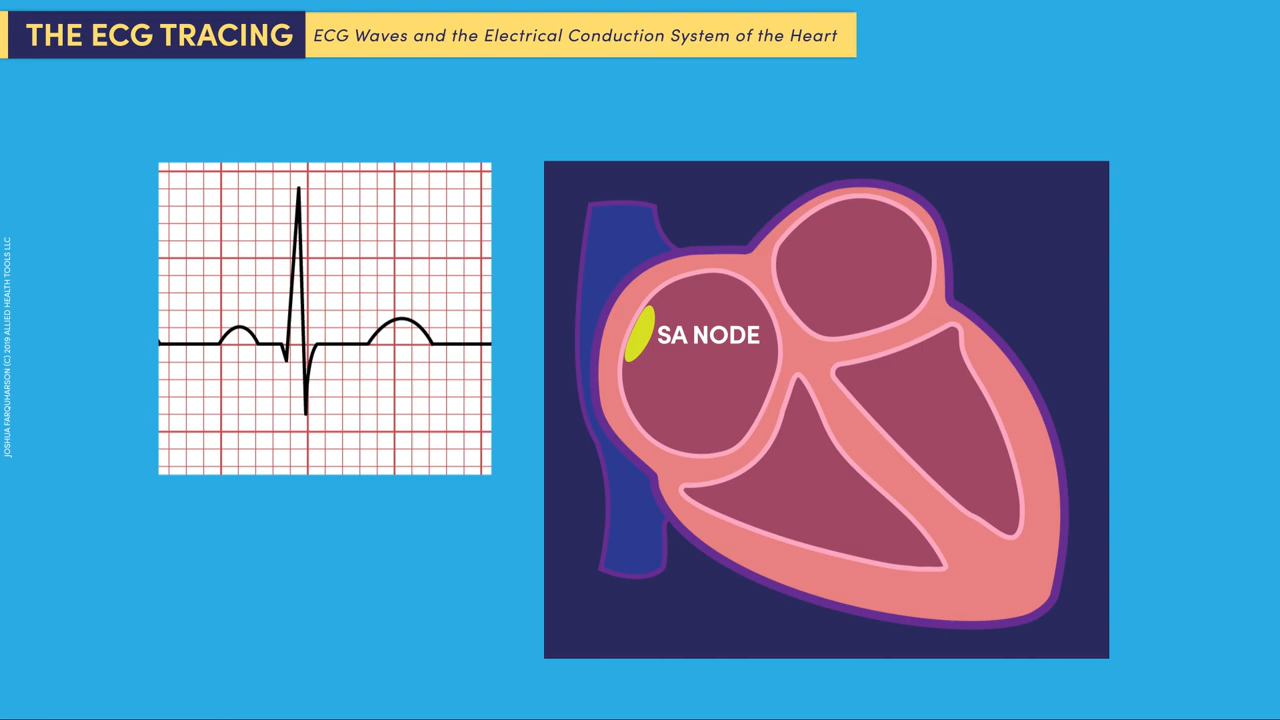 THE ECG TRACING
ECG Waves and the Electrical Conduction System of the Heart
SA NODE
JOSHUA FARQUHARSON (C) 2019 ALLIED HEALTH TOOLS LLC